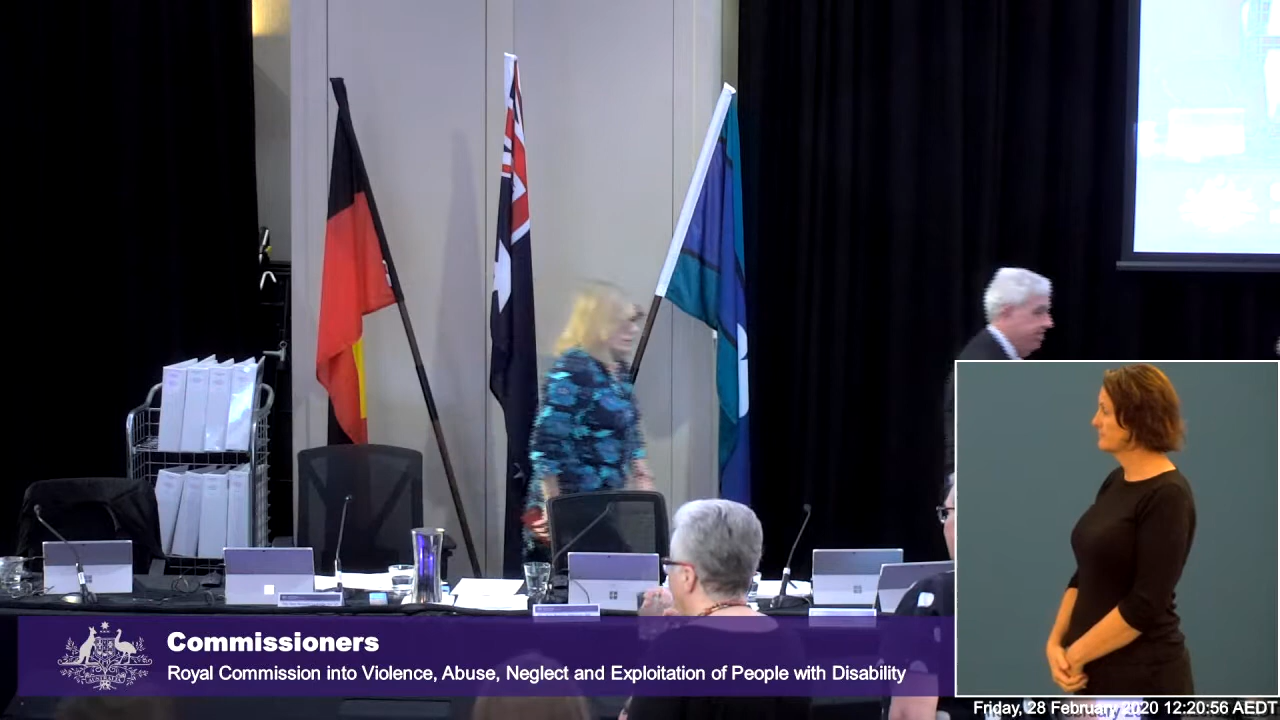 Commissioners
Royal Commission into Violence, Abuse, Neglect and Exploitation of People with Disability
Friday, 28 February 2020 12:20:56 AEDT